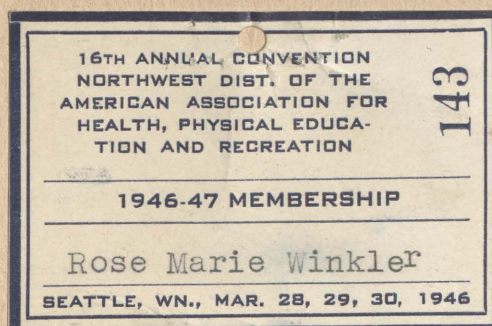 16TH ANNUAL CONVENTION
NORTHWEST DIST. OF THE
AMERICAN ASSOCIATION FOR
HEALTH, PHYSICAL EDUCA-
TION AND RECREATION
143
1946-47 MEMBERSHIP
Rose Marie Winkler
SEATTLE, WN., MAR. 28, 29, 30, 1946